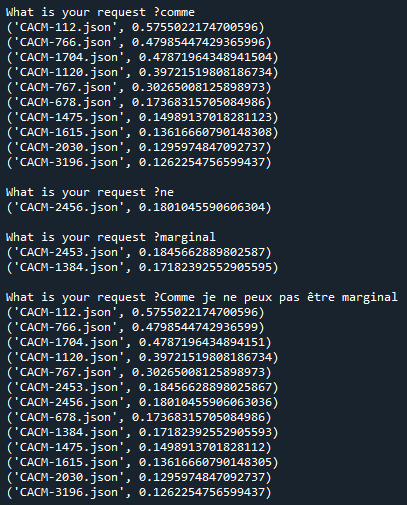 What is your request ?comme
('CACM-112.json', 0.5755022174700596)
('CACM-766.json', 0.47985447429365996)
('CACM-1704.json', 0.47871964348941504)
('CACM-1120.json', 0.39721519808186734)
('CACM-767.json', 0.30265008125898973)
('CACM-678.json', 0.17368315705084986)
('CACM-1475.json', 0.14989137018281123)
('CACM-1615.json', 0.13616660790148308)
('CACM-2030.json', 0.1295974847092737)
('CACM-3196.json', 0.1262254756599437)
What is your request ?ne
('CACM-2456.json', 0.1801045590606304)
What is your request ?marginal
('CACM-2453.json', 0.1845662889802587)
('CACM-1384.json', 0.17182392552905595)
What is your request ?Comme je ne peux pas être marginal
('CACM-112.json', 0.5755022174700596)
('CACM-766.json', 0.4798544742936599)
('CACM-1704.json', 0.4787196434894151)
('CACM-1120.json', 0.39721519808186734)
('CACM-767.json', 0.30265008125898973)
('CACM-2453.json', 0.18456628898025867)
('CACM-2456.json', 0.18010455906063036)
('CACM-678.json', 0.17368315705084986)
('CACM-1384.json', 0.17182392552905593)
('CACM-1475.json', 0.1498913701828112)
('CACM-1615.json', 0.13616660790148305)
('CACM-2030.json', 0.1295974847092737)
('CACM-3196.json', 0.1262254756599437)